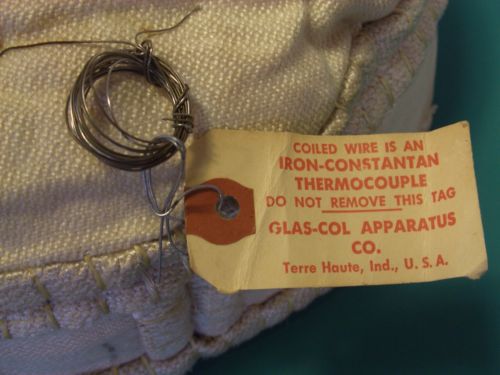 COILED WIRE IS AN
IRON-CONSTANTAN
THERMOCOUPLE
DO NOT REMOVE THIS TAG
GLAS-COL APPARATUS
CO.
Terre Haute, Ind., U. S. A.